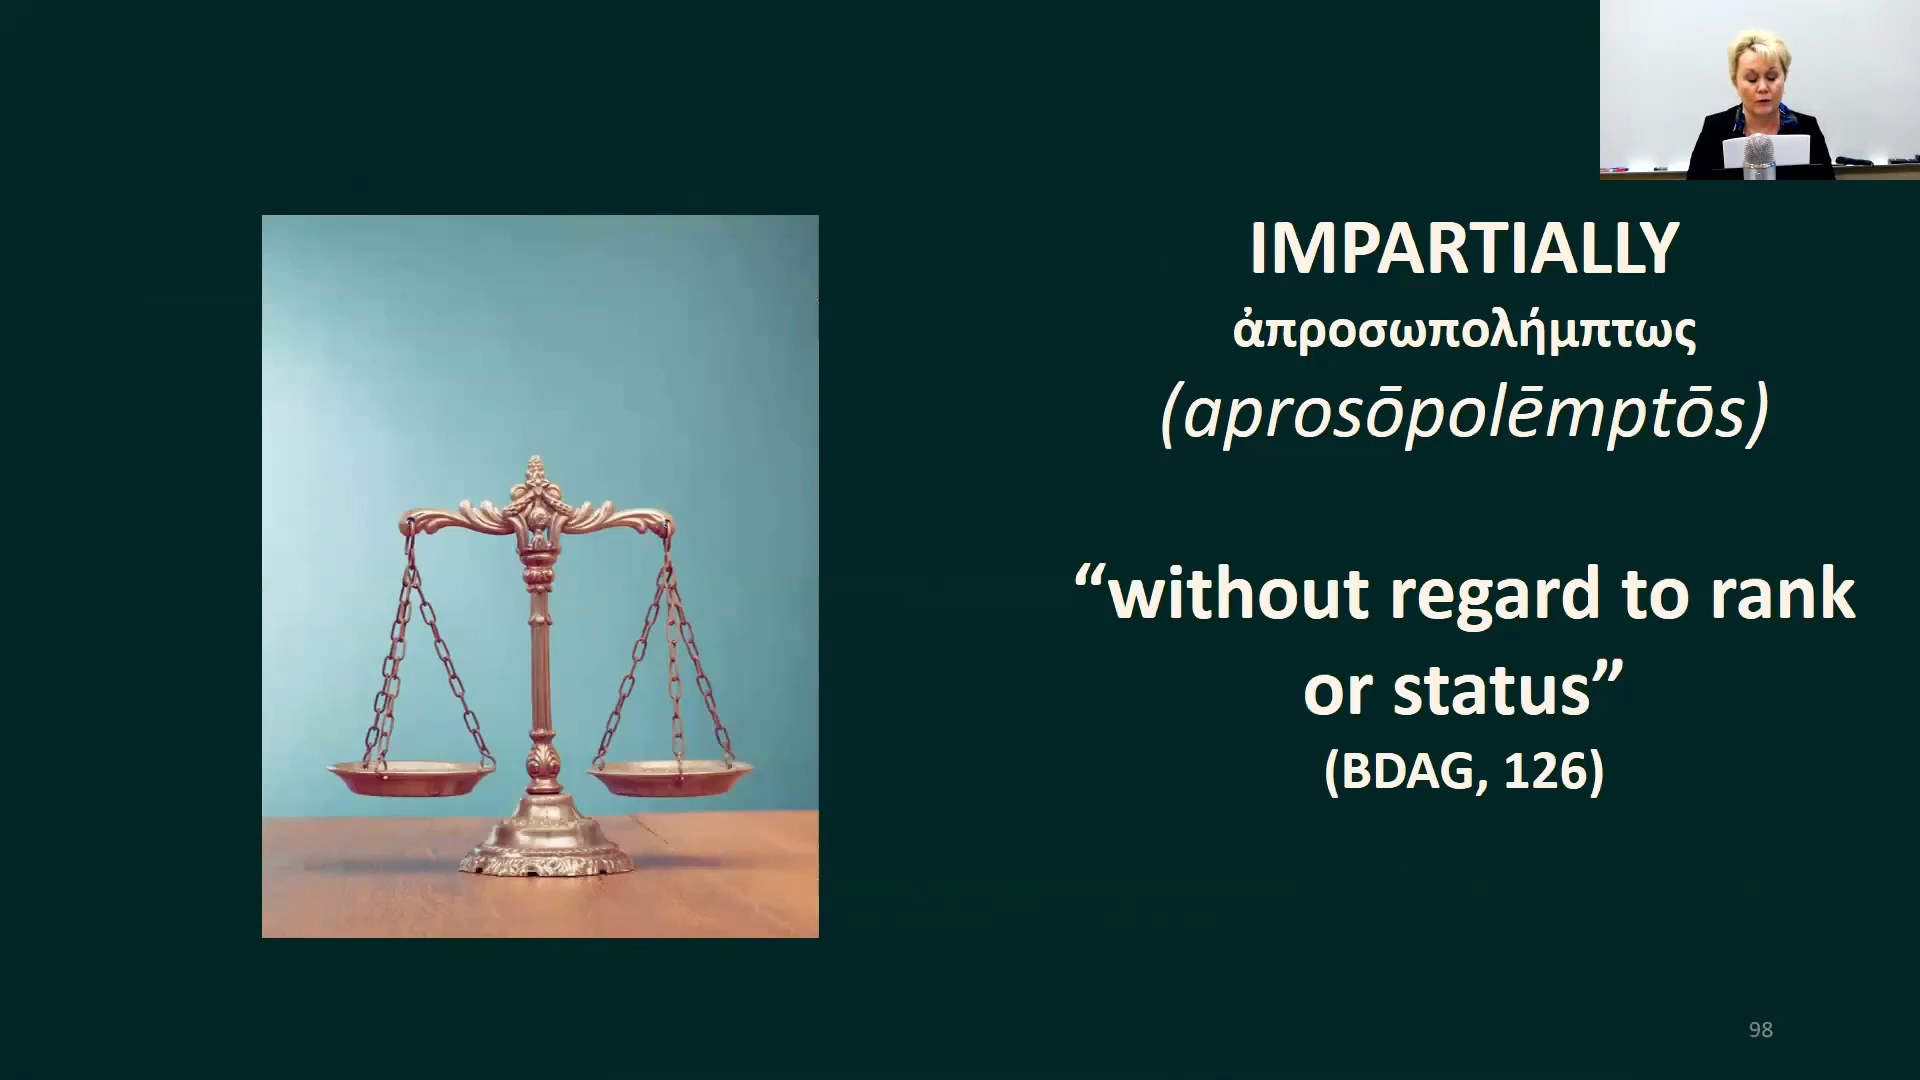 IMPARTIALLY
ἀπροσωπολήμπτως
(aprosōpolēmptōs)
“without regard to rank
or status”
(BDAG, 126)
98